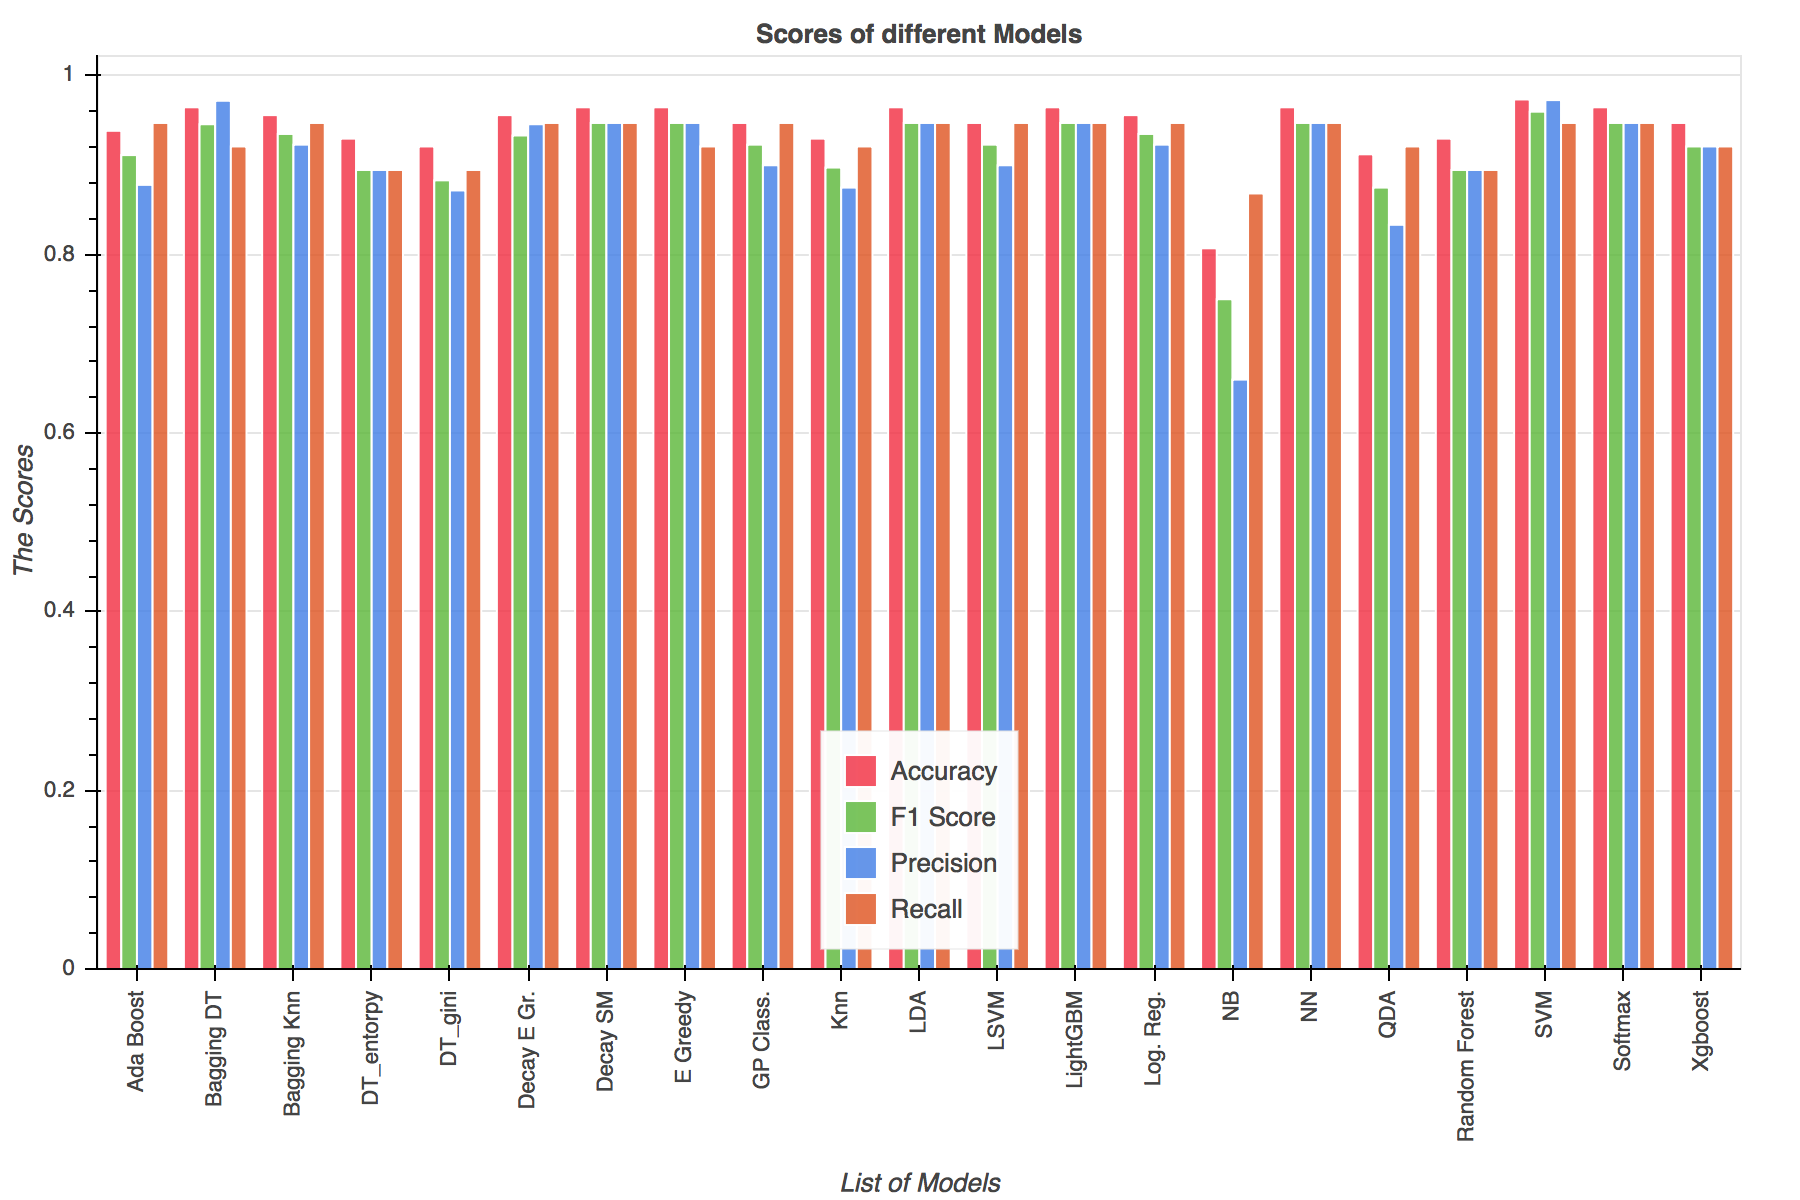 Scores of different Models
The Scores
1
0.8
0.6
0.4
0.2
0
Accuracy
F1 Score
Precision
Recall
Ada Boost
Bagging DT
Bagging Knn
DT_entorpy
DT_gini
Decay E Gr.
Decay SM
E Greedy
GP Class.
Knn
LDA
LSVM
LightGBM
Log. Reg.
NB
NN
QDA
Random Forest
SVM
Softmax
Xgboost
List of Models